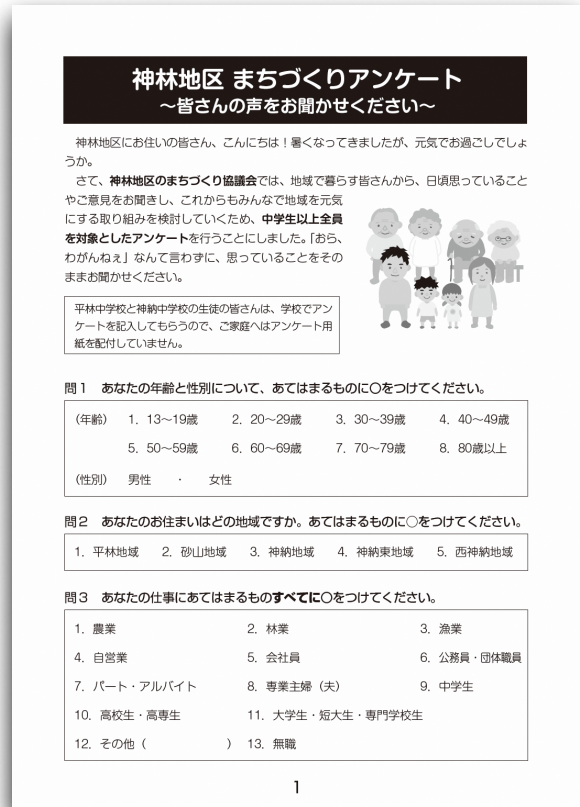 神林地区 まちづくりアンケート
～皆さんの声をお聞かせください～
神林地区にお住いの皆さん、こんにちは！暑くなってきましたが、元気でお過ごしでしょ
うか。
さて、神林地区のまちづくり協議会では、地域で暮らす皆さんから、日頃思っていること
やご意見をお聞きし、これからもみんなで地域を元気
にする取り組みを検討していくため、中学生以上全員
を対象としたアンケートを行うことにしました。「おら、
わがんねぇ」なんて言わずに、思っていることをその
ままお聞かせください。
平林中学校と神納中学校の生徒の皆さんは、学校でアン
ケートを記入してもらうので、ご家庭へはアンケート用
紙を配付していません。
問1 あなたの年齢と性別について、あてはまるものに○をつけてください。
（年齢） 1．13～19歳 2．20～29歳 3．30～39歳 4．40～49歳
5．50～59歳 6．60～69歳 7．70～79歳 8．80歳以上
（性別） 男性 ・ 女性
問2 あなたのお住まいはどの地域ですか。あてはまるものに○をつけてください。
1．平林地域 2．砂山地域 3．神納地域 4．神納東地域 5．西神納地域
問3 あなたの仕事にあてはまるものすべてに○をつけてください。
1．農業 2．林業 3．漁業
4．自営業 5．会社員 6．公務員・団体職員
7．パート・アルバイト 8．専業主婦（夫） 9．中学生
10．高校生・高専生 11．大学生・短大生・専門学校生
12．その他（ ） 13．無職
1